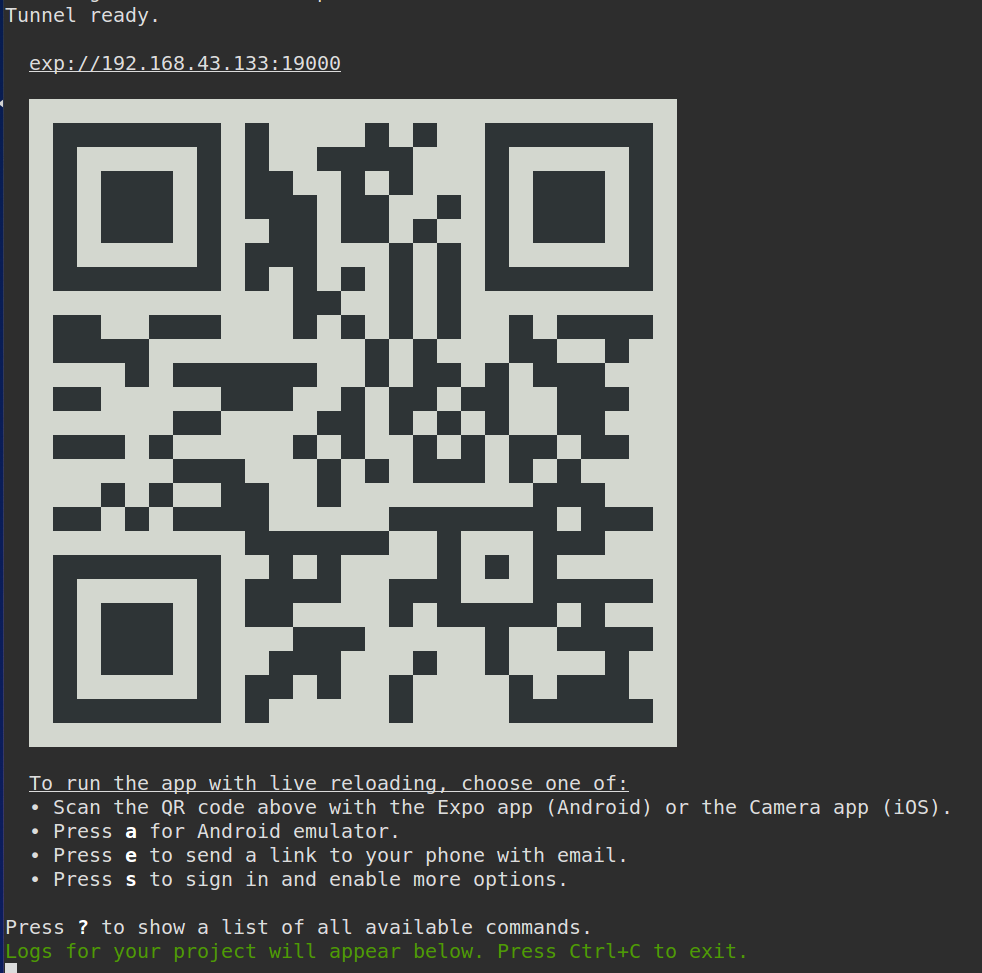 Tunnel ready.
exp://192.168.43.133:19000
To run the app with live reloading, choose one of:
• Scan the QR code above with the Expo app (Android) or the Camera app (iOS).
• Press a for Android emulator.
• Press e to send a link to your phone with email.
• Press s to sign in and enable more options.
Press ? to show a list of all available commands.
Logs for your project will appear below. Press Ctrl+C to exit.